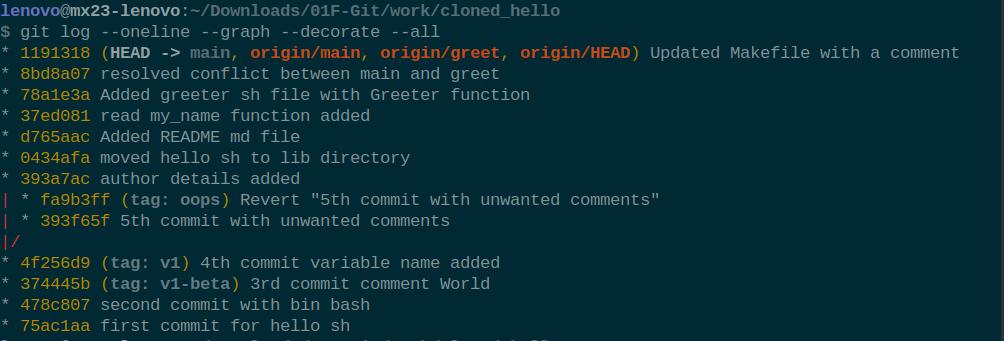 lenovo@mx23-lenovo:~/Downloads/01F-Git/work/cloned_hello
$ git log --oneline --graph --decorate --all
* 1191318 (HEAD -> main, origin/main, origin/greet, origin/HEAD) Updated Makefile with a comment
* 8bd8a07 resolved conflict between main and greet
* 78a1e3a Added greeter sh file with Greeter function
* 37ed081 read my_name function added
* d765aac Added README md file
* 0434afa moved hello sh to lib directory
* 393a7ac author details added
| * fa9b3ff (tag: oops) Revert "5th commit with unwanted comments"
| * 393f65f 5th commit with unwanted comments
|/
* 4f256d9 (tag: v1) 4th commit variable name added
* 374445b (tag: v1-beta) 3rd commit comment World
* 478c807 second commit with bin bash
* 75ac1aa first commit for hello sh